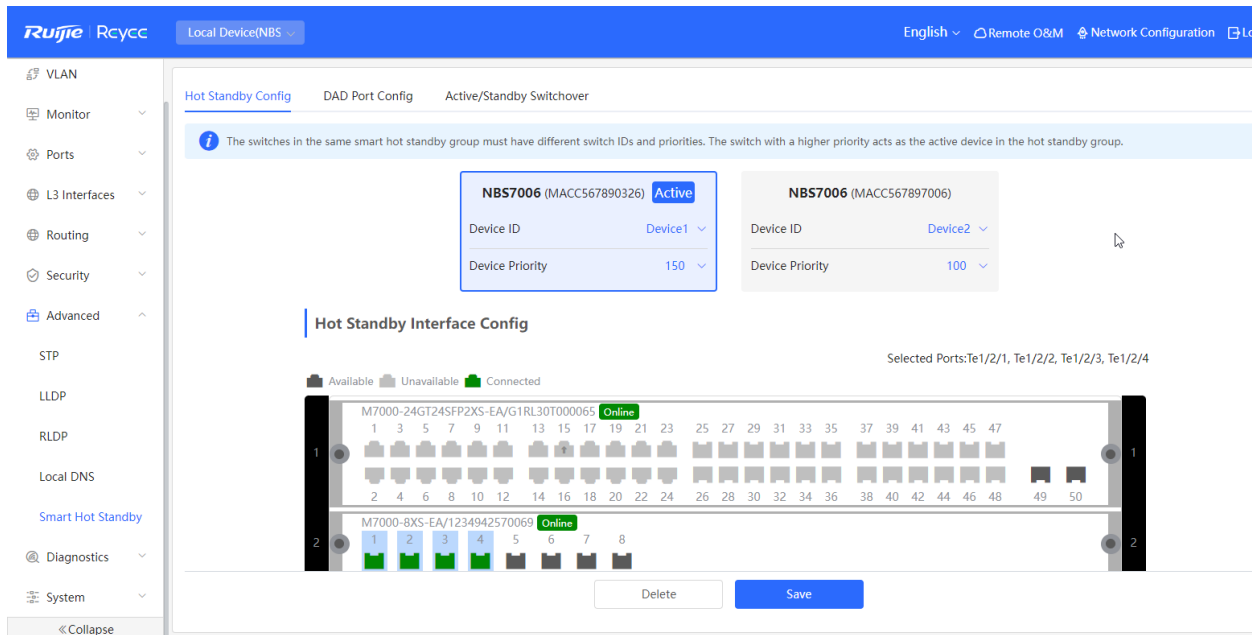 Ruijie Rcycc Local Device(NBS English Remote O&M Network Configuration Lo
VLAN
Monitor
Ports
L3 Interfaces
Routing
Security
Advanced
STP
LLDP
RLDP
Local DNS
Smart Hot Standby
Diagnostics
System
Collapse
Hot Standby Config DAD Port Config Active/Standby Switchover
The switches in the same smart hot standby group must have different switch IDs and priorities. The switch with a higher priority acts as the active device in the hot standby group.
NBS7006 (MACC567890326) Active
Device ID Device1
Device Priority 150
NBS7006 (MACC567897006)
Device ID Device2
Device Priority 100
Hot Standby Interface Config
Selected Ports:Te1/2/1, Te1/2/2, Te1/2/3, Te1/2/4
Available Unavailable Connected
M7000-24GT24SFP2XS-EA/G1RL30T000065 Online
1 3 5 7 9 11 13 15 17 19 21 23 25 27 29 31 33 35 37 39 41 43 45 47
1 1
2 4 6 8 10 12 14 16 18 20 22 24 26 28 30 32 34 36 38 40 42 44 46 48 49 50
M7000-8XS-EA/1234942570069 Online
1 2 3 4 5 6 7 8
2 2
Delete Save